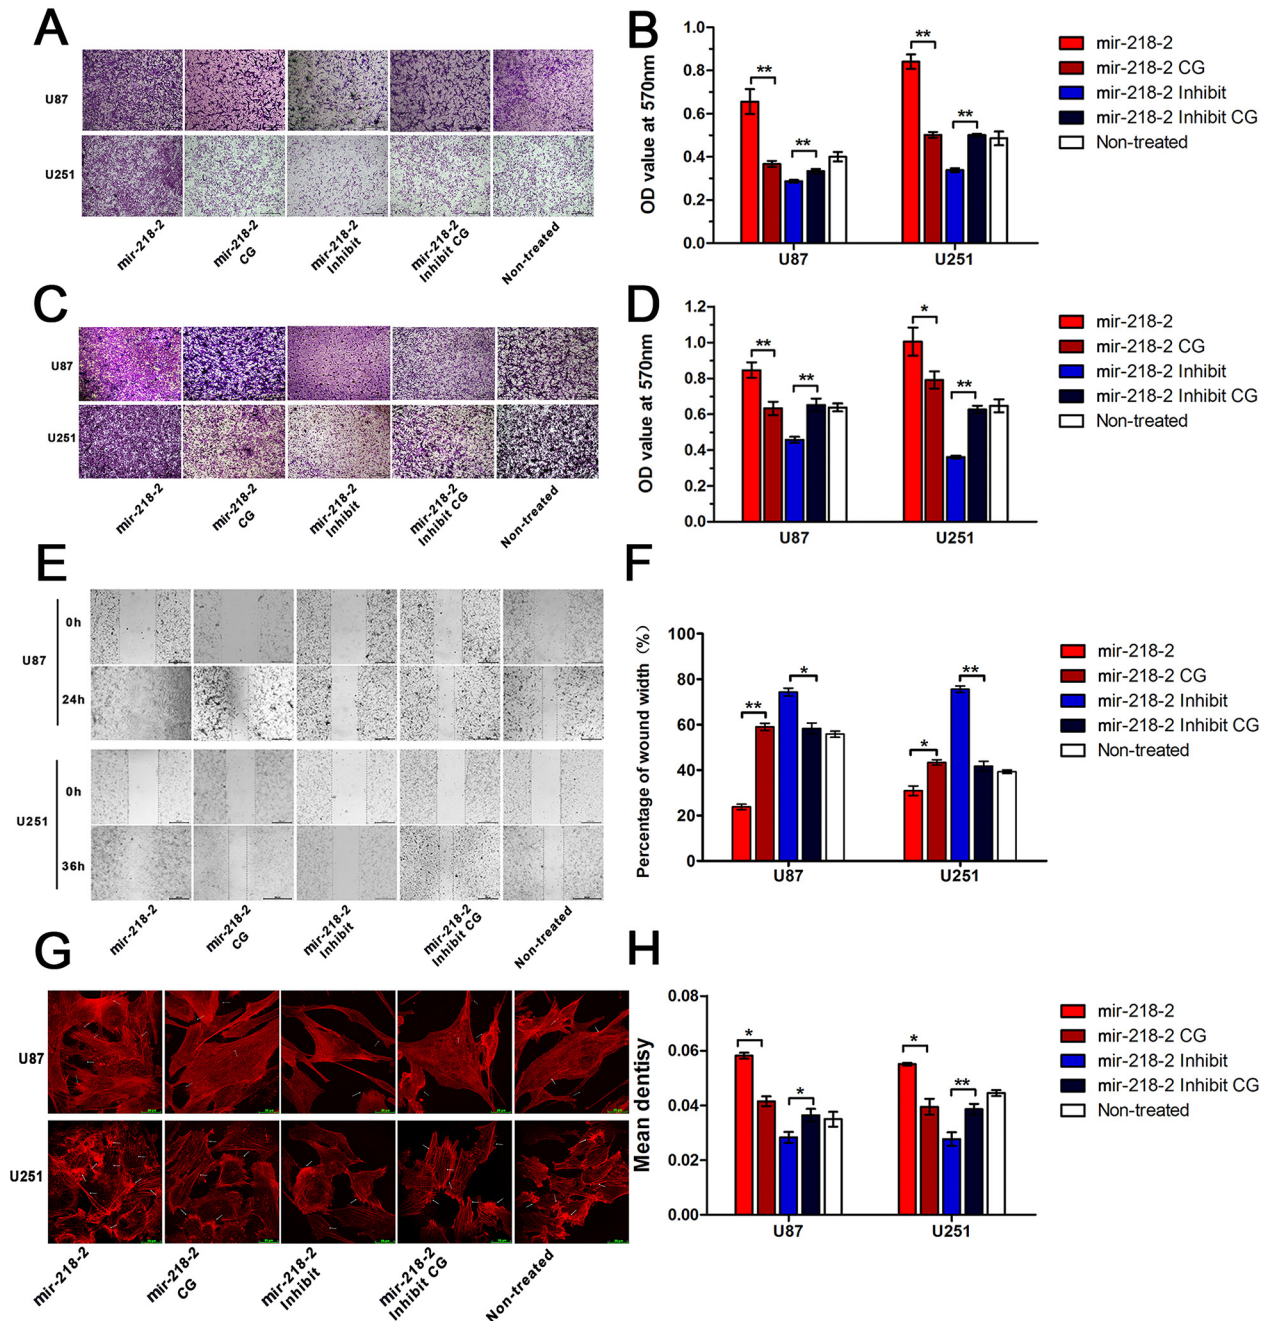 A
U87
U251
mir-218-2
mir-218-2
CG
mir-218-2
Inhibit
mir-218-2
Inhibit CG
Non-treated
B
OD value at 570nm
1.0
0.8
0.6
0.4
0.2
0.0
**
**
**
**
U87
U251
mir-218-2
mir-218-2 CG
mir-218-2 Inhibit
mir-218-2 Inhibit CG
Non-treated
C
U87
U251
mir-218-2
mir-218-2
CG
mir-218-2
Inhibit
mir-218-2
Inhibit CG
Non-treated
D
OD value at 570nm
1.2
1.0
0.8
0.6
0.4
0.2
0.0
**
**
*
**
U87
U251
mir-218-2
mir-218-2 CG
mir-218-2 Inhibit
mir-218-2 Inhibit CG
Non-treated
E
U87
0h
24h
U251
0h
36h
mir-218-2
mir-218-2
CG
mir-218-2
Inhibit
mir-218-2
Inhibit CG
Non-treated
F
Percentage of wound width (%)
100
80
60
40
20
0
**
*
*
**
U87
U251
mir-218-2
mir-218-2 CG
mir-218-2 Inhibit
mir-218-2 Inhibit CG
Non-treated
G
U87
U251
mir-218-2
mir-218-2
CG
mir-218-2
Inhibit
mir-218-2
Inhibit CG
Non-treated
H
Mean dentisy
0.08
0.06
0.04
0.02
0.00
*
*
*
**
U87
U251
mir-218-2
mir-218-2 CG
mir-218-2 Inhibit
mir-218-2 Inhibit CG
Non-treated